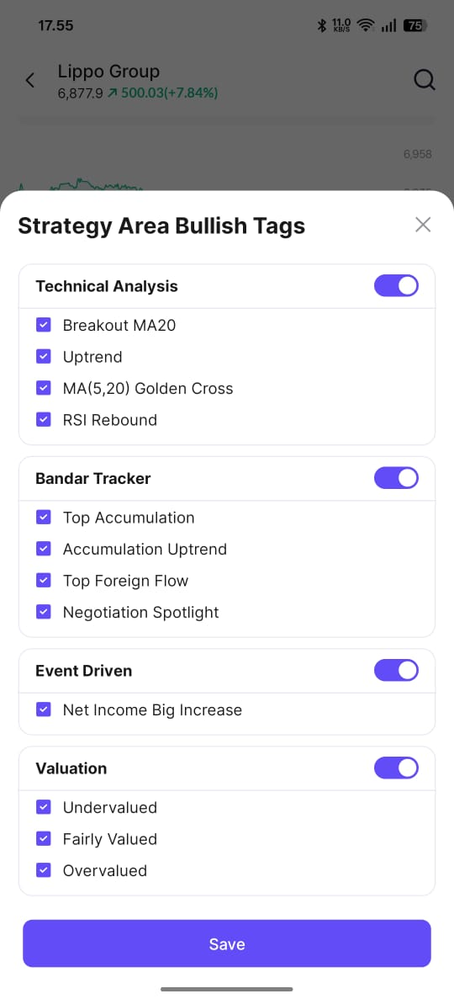 17.55
11.0
KB/S
75
Lippo Group
6,877.9 ↗ 500.03(+7.84%)
6,958
Strategy Area Bullish Tags
Technical Analysis
Breakout MA20
Uptrend
MA(5,20) Golden Cross
RSI Rebound
Bandar Tracker
Top Accumulation
Accumulation Uptrend
Top Foreign Flow
Negotiation Spotlight
Event Driven
Net Income Big Increase
Valuation
Undervalued
Fairly Valued
Overvalued
Save